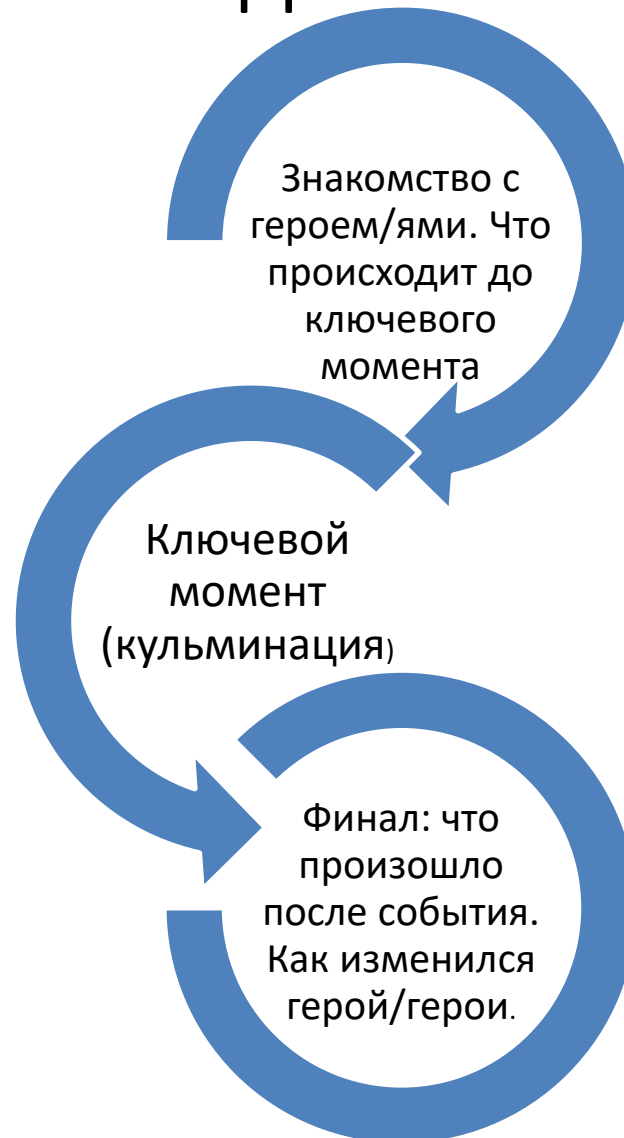 Знакомство с
героем/ями. Что
происходит до
ключевого
момента
Ключевой
момент
(кульминация)
Финал: что
произошло
после события.
Как изменился
герой/герои.